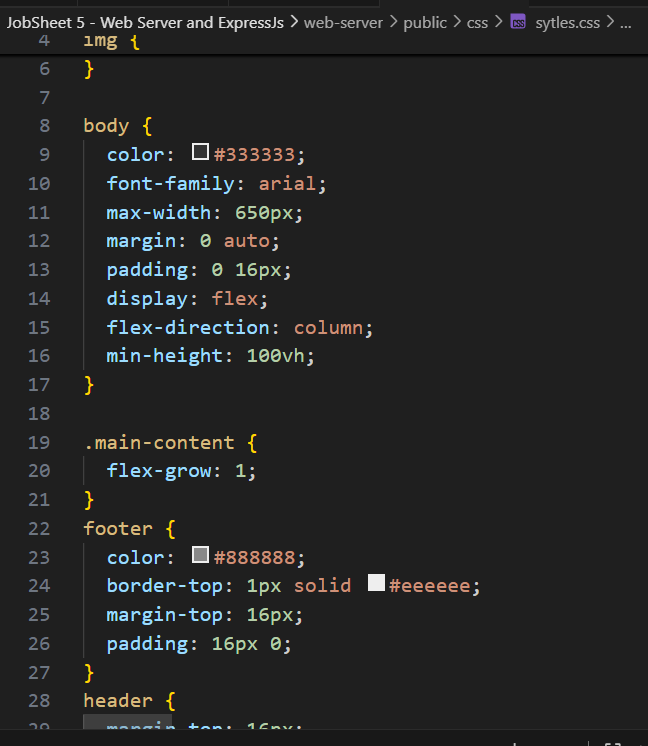 JobSheet 5 - Web Server and ExpressJs > web-server > public > css > sytles.css > ...
4 img {
6 }
7
8 body {
9 color: #333333;
10 font-family: arial;
11 max-width: 650px;
12 margin: 0 auto;
13 padding: 0 16px;
14 display: flex;
15 flex-direction: column;
16 min-height: 100vh;
17 }
18
19 .main-content {
20 flex-grow: 1;
21 }
22 footer {
23 color: #888888;
24 border-top: 1px solid #eeeeee;
25 margin-top: 16px;
26 padding: 16px 0;
27 }
28 header {
29 margin-top: 16px;